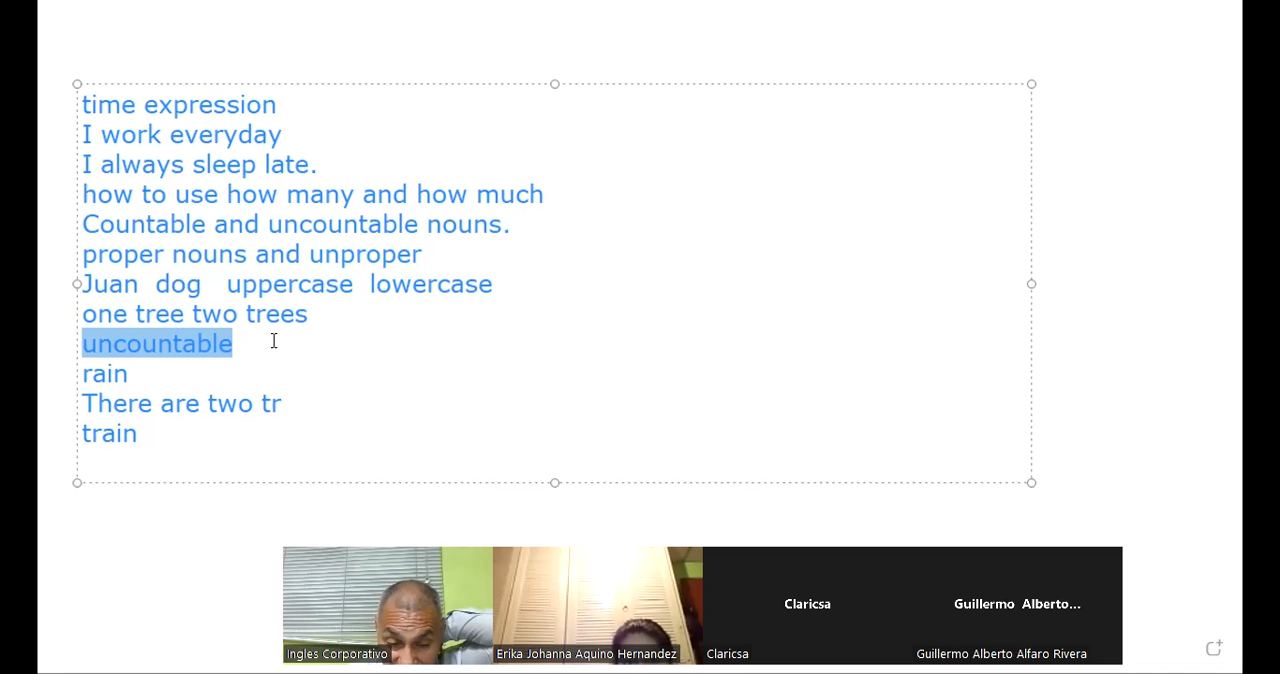 time expression
I work everyday
I always sleep late.
how to use how many and how much
Countable and uncountable nouns.
proper nouns and unproper
Juan dog uppercase lowercase
one tree two trees
uncountable
rain
There are two tr
train
Claricsa
Guillermo Alberto...
Ingles Corporativo
Erika Johanna Aquino Hernandez
Claricsa
Guillermo Alberto Alfaro Rivera